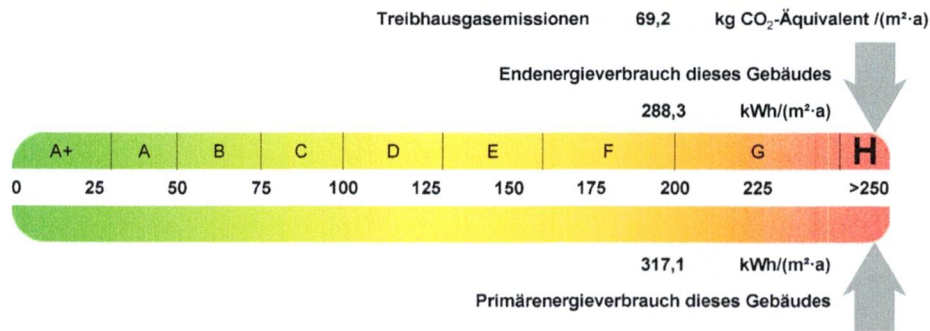 Treibhausgasemissionen 69,2 kg CO₂-Äquivalent /(m²·a)
Endenergieverbrauch dieses Gebäudes
288,3 kWh/(m²·a)
A+ A B C D E F G H
0 25 50 75 100 125 150 175 200 225 >250
317,1 kWh/(m²·a)
Primärenergieverbrauch dieses Gebäudes